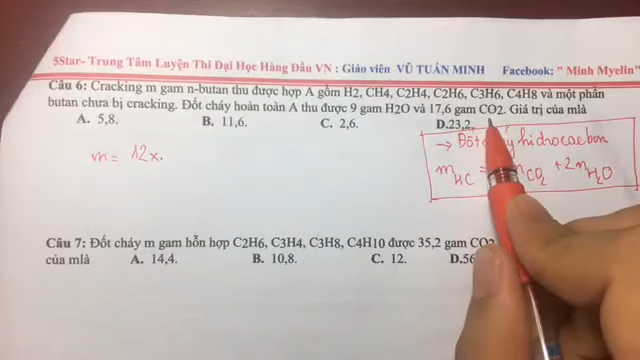 5Star- Trung Tâm Luyện Thi Đại Học Hàng Đầu VN : Giáo viên VŨ TUẤN MINH Facebook: " Minh Myelin"
Câu 6: Cracking m gam n-butan thu được hợp A gồm H2, CH4, C2H4, C2H6, C3H6, C4H8 và một phần
butan chưa bị cracking. Đốt cháy hoàn toàn A thu được 9 gam H2O và 17,6 gam CO2. Giá trị của mlà
A. 5,8. B. 11,6. C. 2,6. D.23,2.
→ Đốt hidrocacbon
m = 12x.
mHC = mCO2 + 2nH2O
Câu 7: Đốt cháy m gam hỗn hợp C2H6, C3H4, C3H8, C4H10 được 35,2 gam CO2
của mlà A. 14,4. B. 10,8. C. 12. D.56